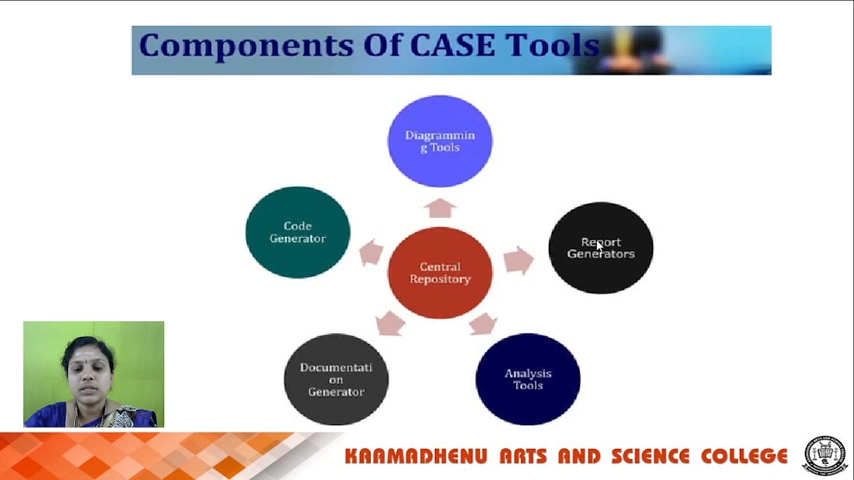 Components Of CASE Tools
Diagrammin
g Tools
Code
Generator
Report
Generators
Central
Repository
Documentati
on
Generator
Analysis
Tools
KAAMADHENU ARTS AND SCIENCE COLLEGE